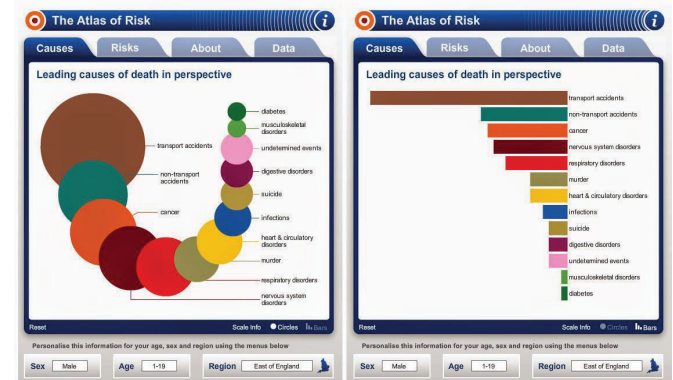 The Atlas of Risk
i
Causes Risks About Data
Leading causes of death in perspective
diabetes
musculoskeletal
disorders
undetemined events
transport accidents
digestive disorders
non-transport
accidents
suicide
cancer
infections
heart & circulatory
disorders
murder
respiratory disorders
nervous system
disorders
Reset Scale Info Circles Bars
Personalise this information for your age, sex and region using the menus below
Sex Male Age 1-19 Region East of England
The Atlas of Risk
i
Causes Risks About Data
Leading causes of death in perspective
transport accidents
non-transport accidents
cancer
nervous system disorders
respiratory disorders
murder
heart & circulatory disorders
infections
suicide
digestive disorders
undetemined events
musculoskeletal disorders
diabetes
Reset Scale Info Circles Bars
Personalise this information for your age, sex and region using the menus below
Sex Male Age 1-19 Region East of England